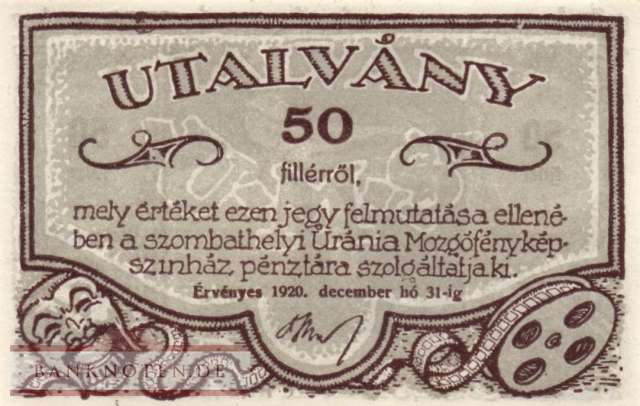 UTALVÁNY
50
fillérről,
mely értéket ezen jegy felmutatása ellené-
ben a szombathelyi Uránia Mozgófénykép-
szinház, pénztára szolgáltatja ki.
Érvényes 1920. december hó 31-ig
BANKNOTEN.DE